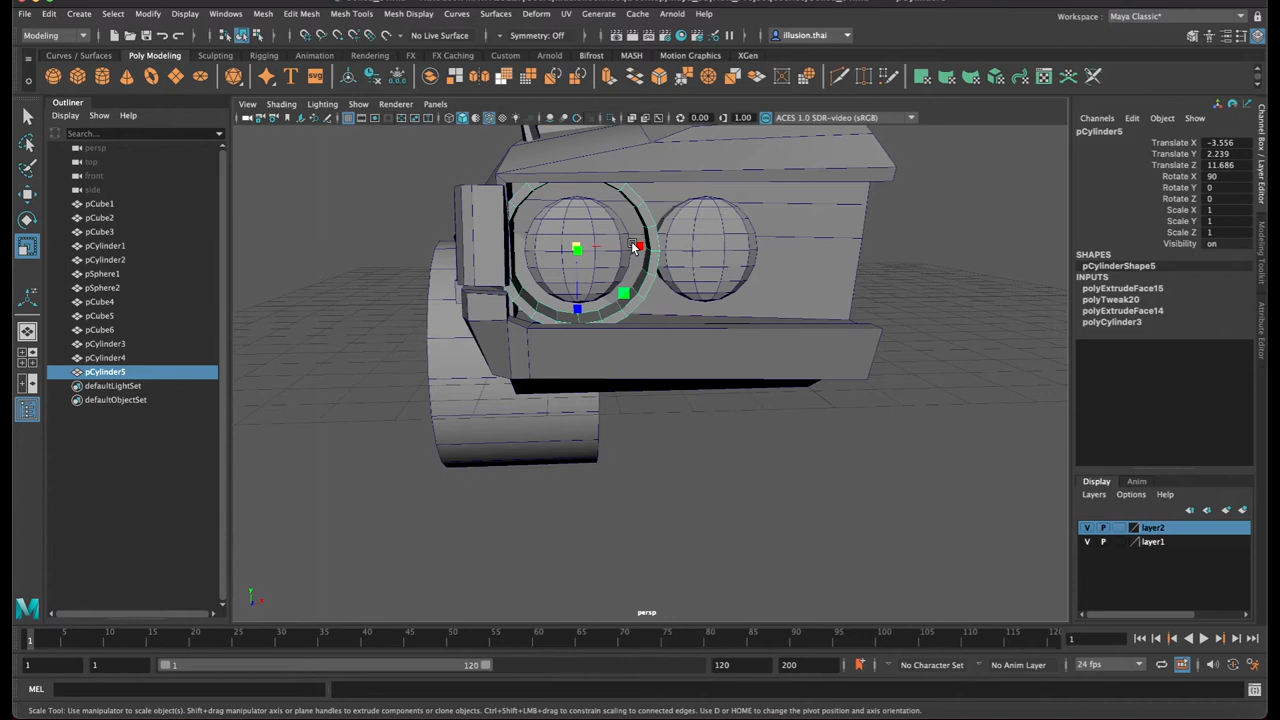 File Edit Create Select Modify Display Windows Mesh Edit Mesh Mesh Tools Mesh Display Curves Surfaces Deform UV Generate Cache Arnold Help Workspace : Maya Classic*
Modeling No Live Surface Symmetry: Off illusion.thai
Curves / Surfaces Poly Modeling Sculpting Rigging Animation Rendering FX FX Caching Custom Arnold Bifrost MASH Motion Graphics XGen
Outliner
Display Show Help
Search...
persp
top
front
side
pCube1
pCube2
pCube3
pCylinder1
pCylinder2
pSphere1
pSphere2
pCube4
pCube5
pCube6
pCylinder3
pCylinder4
pCylinder5
defaultLightSet
defaultObjectSet
View Shading Lighting Show Renderer Panels
0.00 1.00 ACES 1.0 SDR-video (sRGB)
persp
Channels Edit Object Show
pCylinder5
Translate X -3.556
Translate Y 2.239
Translate Z 11.686
Rotate X 90
Rotate Y 0
Rotate Z 0
Scale X 1
Scale Y 1
Scale Z 1
Visibility on
SHAPES
pCylinderShape5
INPUTS
polyExtrudeFace15
polyTweak20
polyExtrudeFace14
polyCylinder3
Display Anim
Layers Options Help
V P layer2
V P layer1
Channel Box / Layer Editor
Modeling Toolkit
Attribute Editor
1 5 10 15 20 25 30 35 40 45 50 55 60 65 70 75 80 85 90 95 100 105 110 115 120 1
1 1 1 120 120 200 No Character Set No Anim Layer 24 fps
MEL
Scale Tool: Use manipulator to scale object(s). Shift+drag manipulator axis or plane handles to extrude components or clone objects. Ctrl+Shift+LMB+drag to constrain scaling to connected edges. Use D or HOME to change the pivot position and axis orientation.